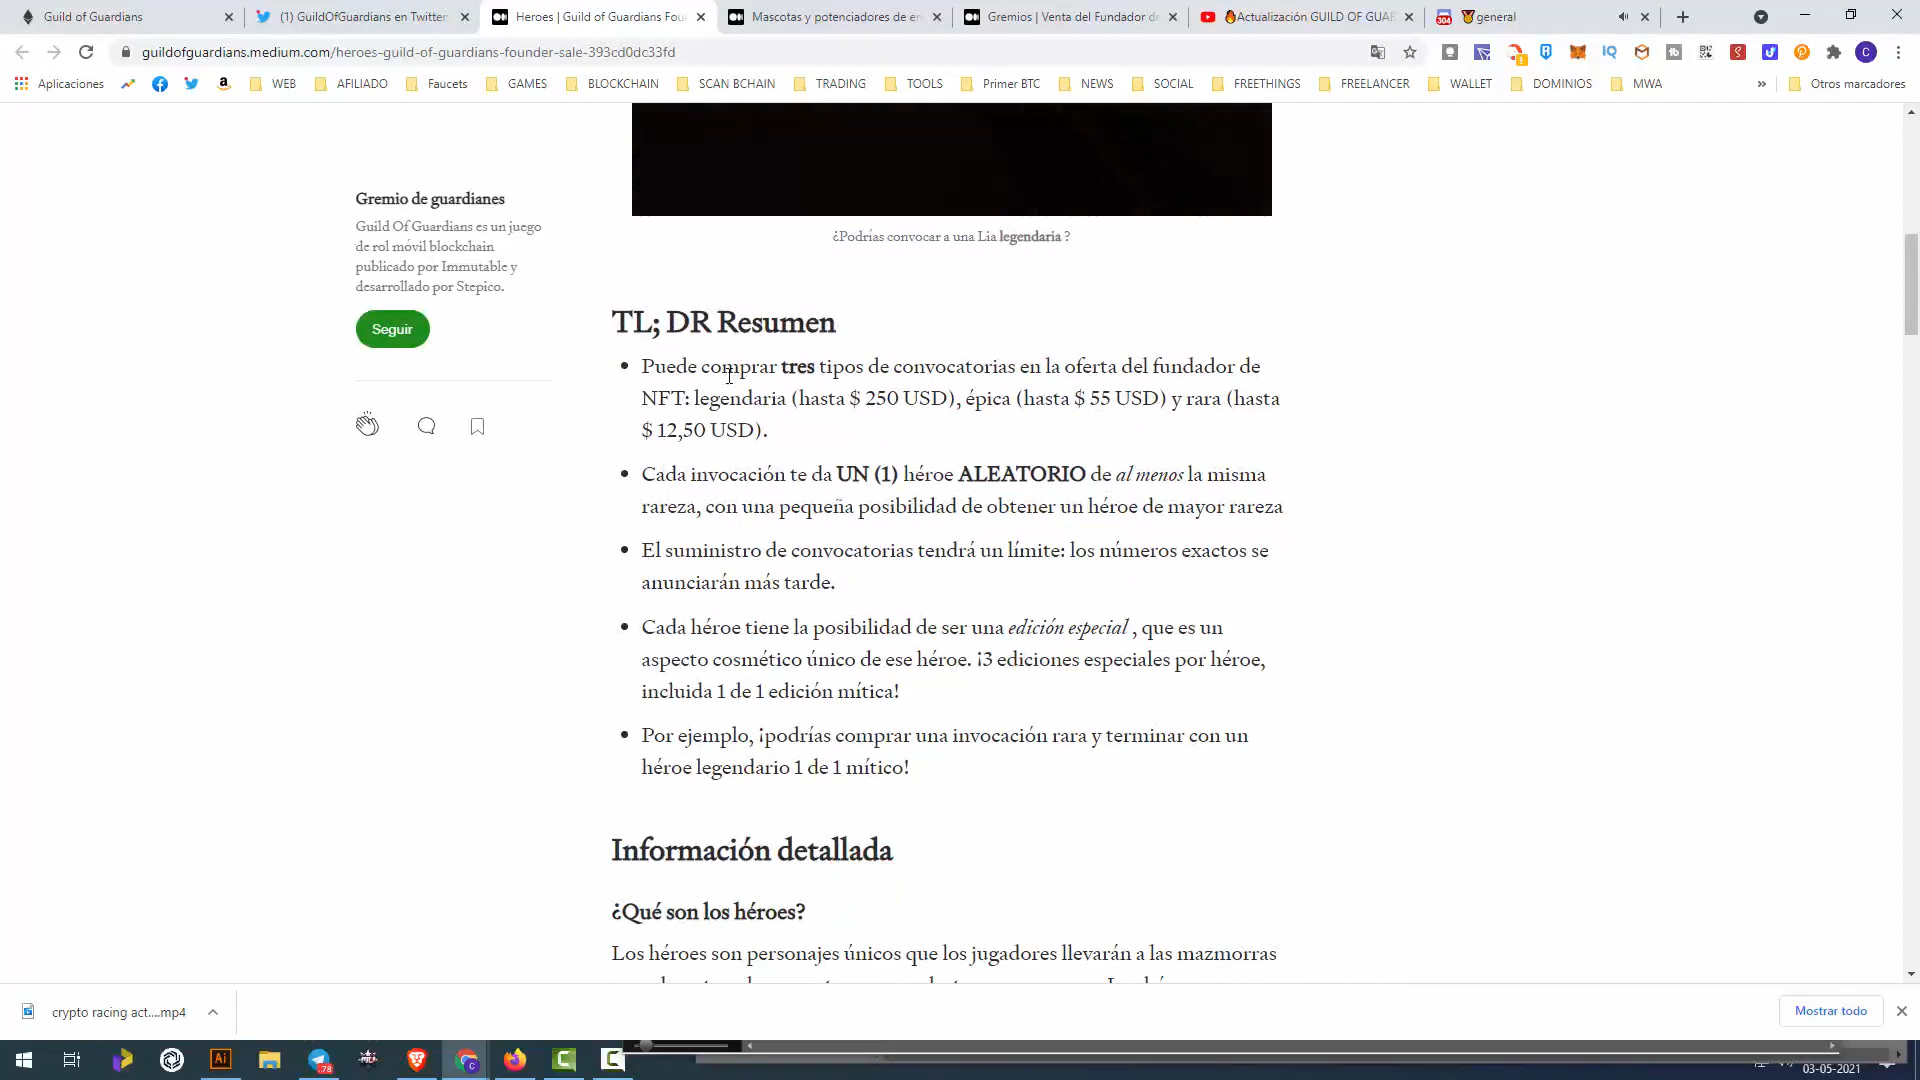 Guild of Guardians
(1) GuildOfGuardians en Twitter
Heroes | Guild of Guardians Fou
Mascotas y potenciadores de en
Gremios | Venta del Fundador de
Actualización GUILD OF GUAR
304
general
guildofguardians.medium.com/heroes-guild-of-guardians-founder-sale-393cd0dc33fd
Aplicaciones
WEB
AFILIADO
Faucets
GAMES
BLOCKCHAIN
SCAN BCHAIN
TRADING
TOOLS
Primer BTC
NEWS
SOCIAL
FREETHINGS
FREELANCER
WALLET
DOMINIOS
MWA
»
Otros marcadores
Gremio de guardianes
Guild Of Guardians es un juego
de rol móvil blockchain
publicado por Immutable y
desarrollado por Stepico.
Seguir
¿Podrías convocar a una Lia legendaria ?
TL; DR Resumen
• Puede comprar tres tipos de convocatorias en la oferta del fundador de
NFT: legendaria (hasta $ 250 USD), épica (hasta $ 55 USD) y rara (hasta
$ 12,50 USD).
• Cada invocación te da UN (1) héroe ALEATORIO de al menos la misma
rareza, con una pequeña posibilidad de obtener un héroe de mayor rareza
• El suministro de convocatorias tendrá un límite: los números exactos se
anunciarán más tarde.
• Cada héroe tiene la posibilidad de ser una edición especial , que es un
aspecto cosmético único de ese héroe. ¡3 ediciones especiales por héroe,
incluida 1 de 1 edición mítica!
• Por ejemplo, ¡podrías comprar una invocación rara y terminar con un
héroe legendario 1 de 1 mítico!
Información detallada
¿Qué son los héroes?
Los héroes son personajes únicos que los jugadores llevarán a las mazmorras
crypto racing act....mp4
Mostrar todo
78
03-05-2021